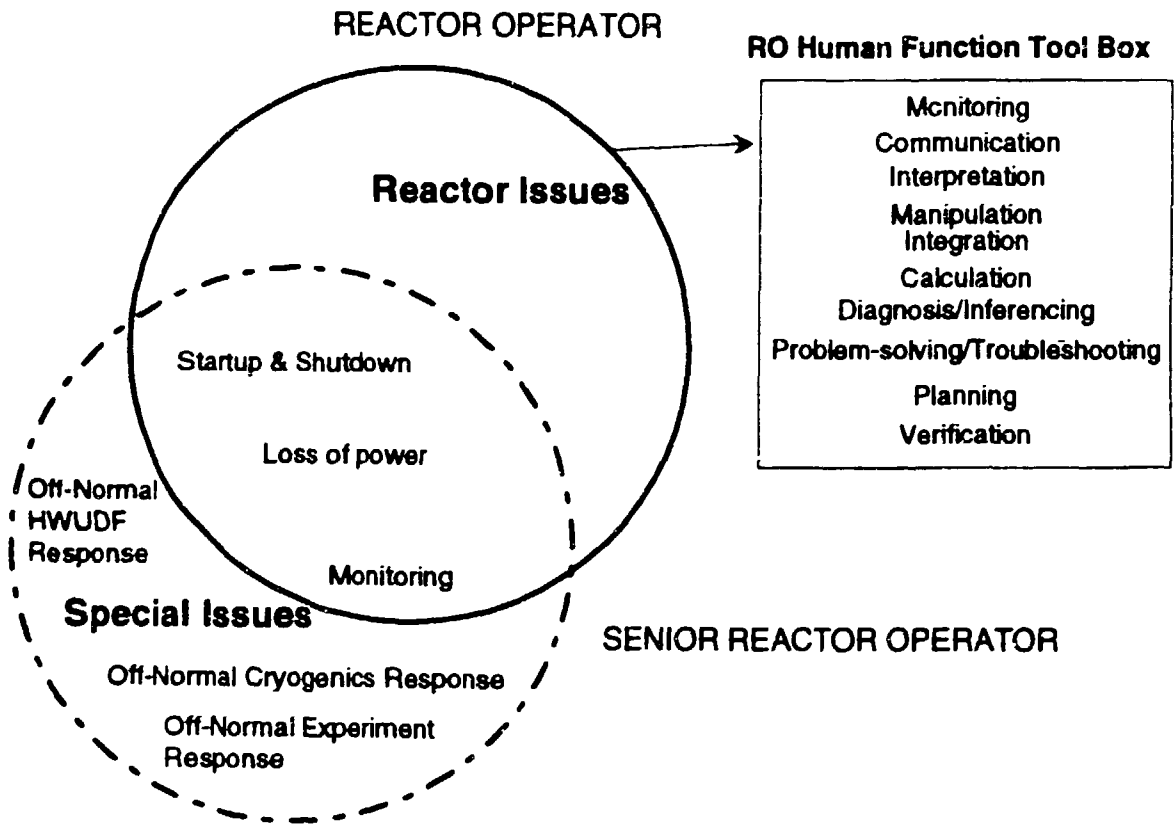 REACTOR OPERATOR
RO Human Function Tool Box
Monitoring
Communication
Interpretation
Manipulation
Integration
Calculation
Diagnosis/Inferencing
Problem-solving/Troubleshooting
Planning
Verification
Reactor Issues
Startup & Shutdown
Loss of power
Off-Normal
HWUDF
Response
Monitoring
Special Issues
SENIOR REACTOR OPERATOR
Off-Normal Cryogenics Response
Off-Normal Experiment
Response